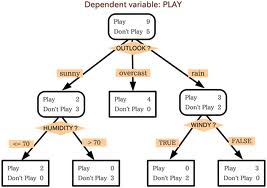 Dependent variable: PLAY
Play 9
Don't Play 5
OUTLOOK ?
sunny overcast rain
Play 2
Don't Play 3
Play 4
Don't Play 0
Play 3
Don't Play 2
HUMIDITY ?
WINDY ?
<= 70 > 70 TRUE FALSE
Play 2
Don't Play 0
Play 0
Don't Play 3
Play 0
Don't Play 2
Play 3
Don't Play 0